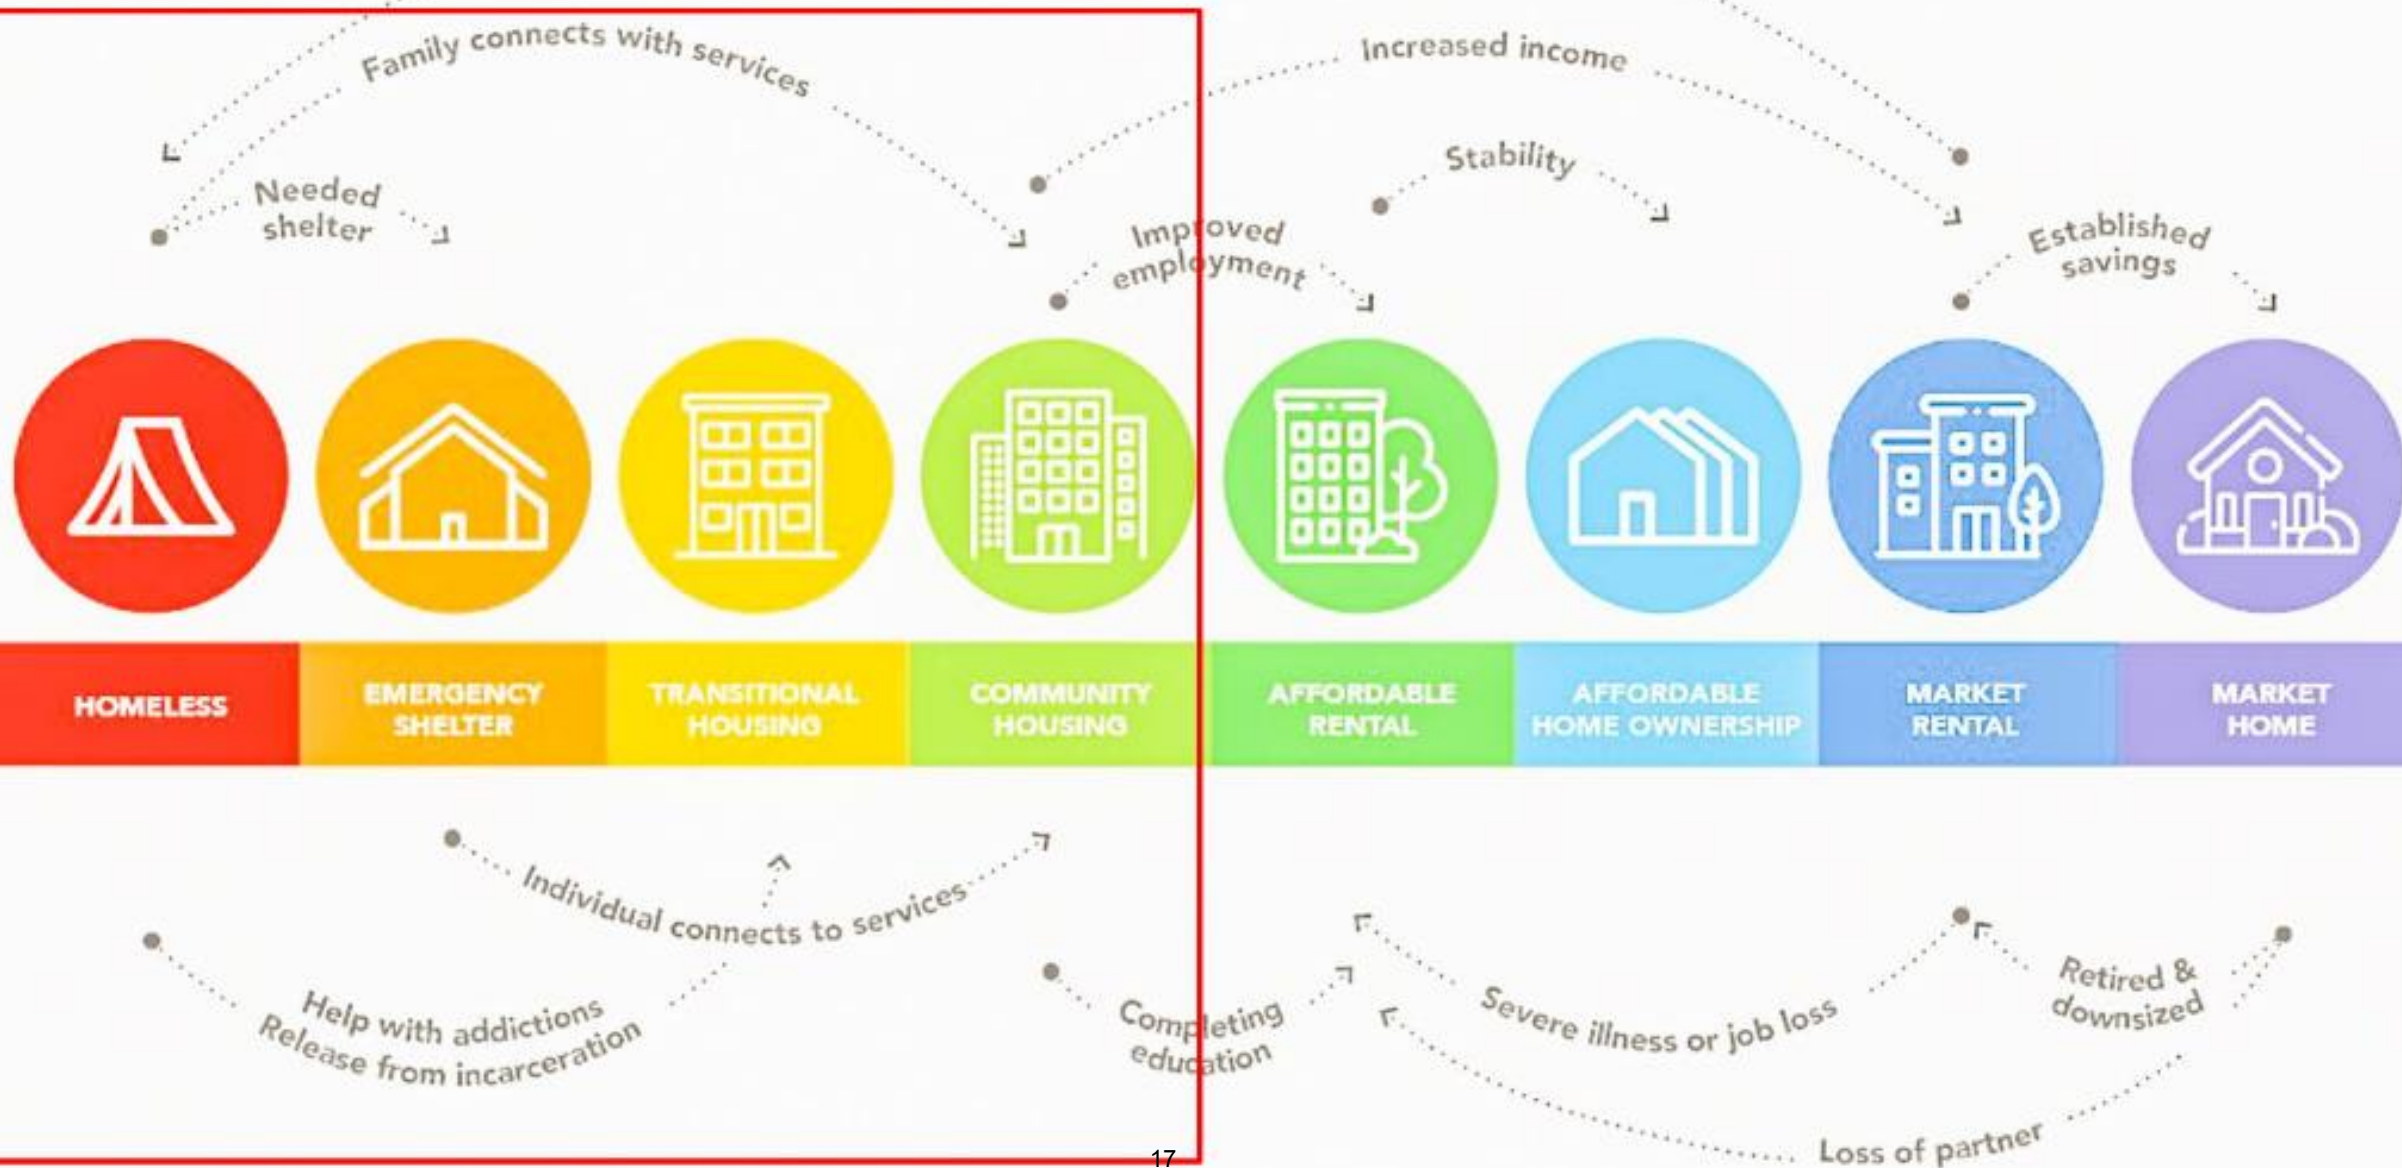 Family connects with services
Increased income
Needed
shelter
Stability
Improved
employment
Established
savings
HOMELESS
EMERGENCY
SHELTER
TRANSITIONAL
HOUSING
COMMUNITY
HOUSING
AFFORDABLE
RENTAL
AFFORDABLE
HOME OWNERSHIP
MARKET
RENTAL
MARKET
HOME
Individual connects to services
Help with addictions
Release from incarceration
Completing
education
Severe illness or job loss
Retired &
downsized
Loss of partner
17